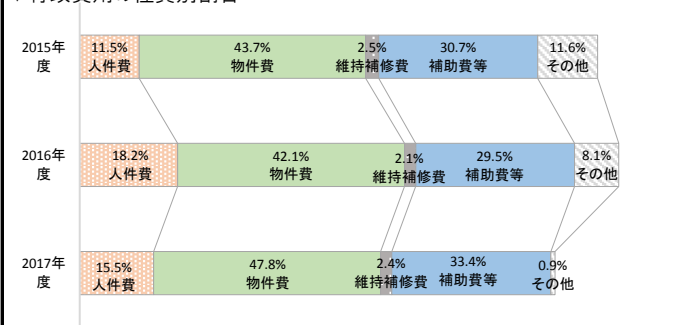 2015年度
11.5% 43.7% 2.5% 30.7% 11.6%
人件費 物件費 維持補修費 補助費等 その他
2016年度
18.2% 42.1% 2.1% 29.5% 8.1%
人件費 物件費 維持補修費 補助費等 その他
2017年度
15.5% 47.8% 2.4% 33.4% 0.9%
人件費 物件費 維持補修費 補助費等 その他